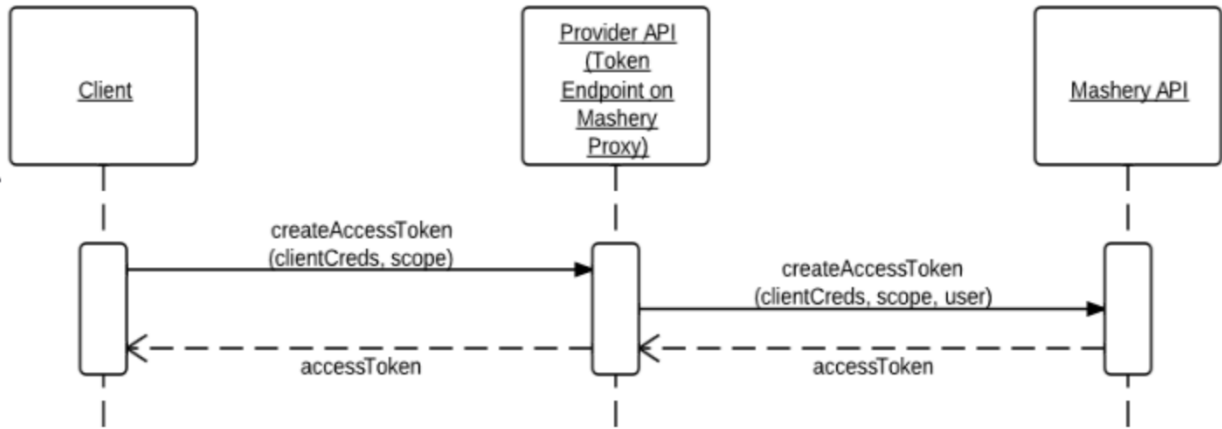 Client
Provider API
(Token
Endpoint on
Mashery
Proxy)
Mashery API
createAccessToken
(clientCreds, scope)
createAccessToken
(clientCreds, scope, user)
accessToken
accessToken